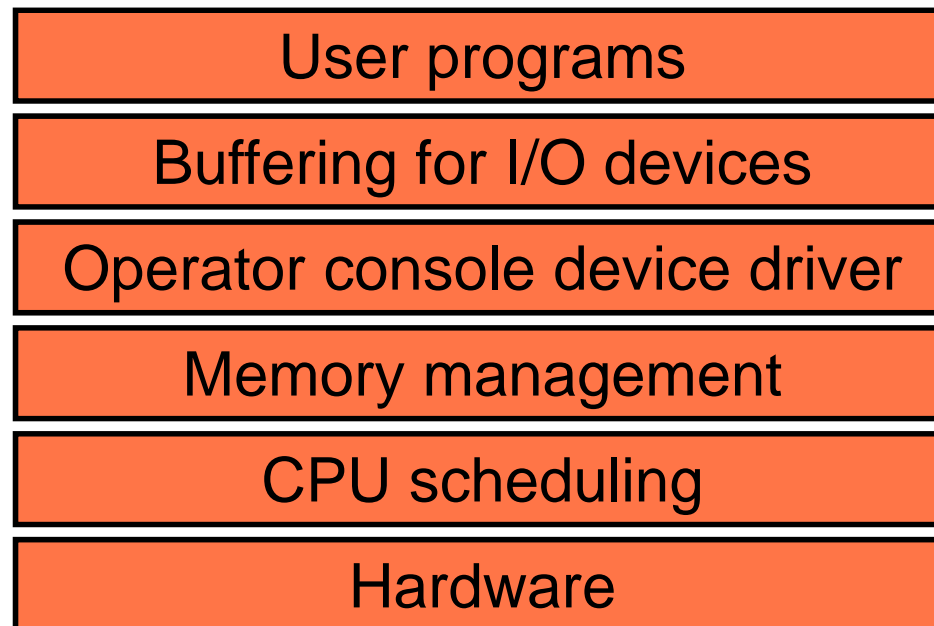 User programs
Buffering for I/O devices
Operator console device driver
Memory management
CPU scheduling
Hardware